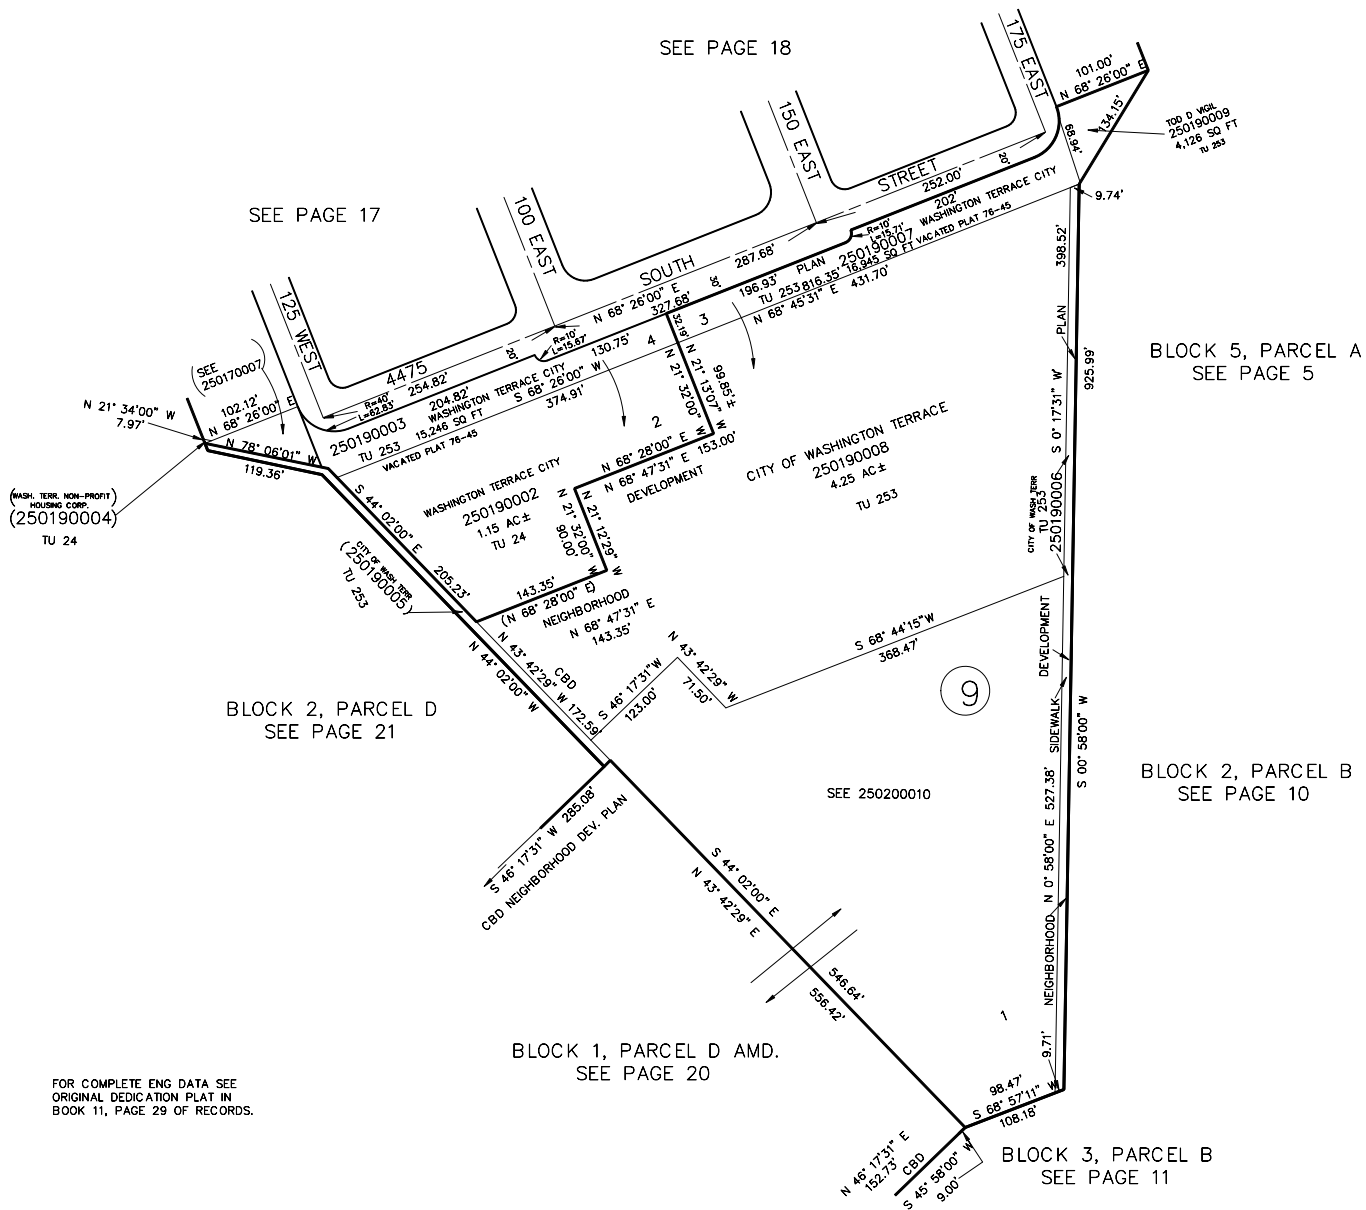 SEE PAGE 18
175 EAST
101.00'
N 68° 26'00" E
134.15'
68.94'
TOD D VIGIL
250190009
4,126 SQ FT
TU 253
150 EAST
STREET
252.00'
20'
202'
WASHINGTON TERRACE CITY
VACATED PLAT 76-45
9.74'
SEE PAGE 17
100 EAST
SOUTH
287.68'
N 68° 26'00" E
327.68'
30'
196.93'
PLAN
R=10'
L=15.71'
250190007
TU 253
816.35'
16,945 SQ FT
N 68° 45'31" E
431.70'
398.52'
125 WEST
4475
254.82'
20'
R=10'
L=15.67'
130.75'
R=40'
L=62.83'
204.82'
WASHINGTON TERRACE CITY
S 68° 26'00" W
374.91'
250190003
15,246 SQ FT
TU 253
VACATED PLAT 76-45
(SEE
250170007)
102.12'
N 68° 26'00" E
N 21° 34'00" W
7.97'
N 78° 06'01" W
119.36'
32.19'
3
4
N 21° 13'07" W
99.85'±
N 21° 32'00" W
2
N 68° 28'00" E
N 68° 47'31" E 153.00'
DEVELOPMENT
CITY OF WASHINGTON TERRACE
250190008
4.25 AC±
TU 253
PLAN
S 0° 17'31" W
925.99'
BLOCK 5, PARCEL A
SEE PAGE 5
(WASH. TERR. NON-PROFIT
HOUSING CORP.
(250190004)
TU 24
S 44° 02'00" E
205.23'
WASHINGTON TERRACE CITY
250190002
1.15 AC±
TU 24
N 21° 12'29" W
N 21° 32'00" W
90.00'
CITY OF WASH TERR
TU 253
250190006
CITY OF WASH TERR
(250190005)
TU 253
143.35'
(N 68° 28'00" E)
NEIGHBORHOOD
N 68° 47'31" E
143.35'
N 43° 42'29" W 172.59'
N 44° 02'00" W
CBD
S 46° 17'31" W
123.00'
N 43° 42'29" W
71.50'
S 68° 44'15" W
368.47'
DEVELOPMENT
SIDEWALK
9
S 00° 58'00" W
BLOCK 2, PARCEL D
SEE PAGE 21
BLOCK 2, PARCEL B
SEE PAGE 10
SEE 250200010
N 0° 58'00" E 527.38'
NEIGHBORHOOD
S 46° 17'31" W 285.08'
CBD NEIGHBORHOOD DEV. PLAN
S 44° 02'00" E
N 43° 42'29" E
546.64'
556.42'
1
9.71'
BLOCK 1, PARCEL D AMD.
SEE PAGE 20
98.47'
S 68° 57'11" W
108.18'
FOR COMPLETE ENG DATA SEE
ORIGINAL DEDICATION PLAT IN
BOOK 11, PAGE 29 OF RECORDS.
N 46° 17'31" E
152.73'
CBD
S 45° 58'00" W
9.00'
BLOCK 3, PARCEL B
SEE PAGE 11